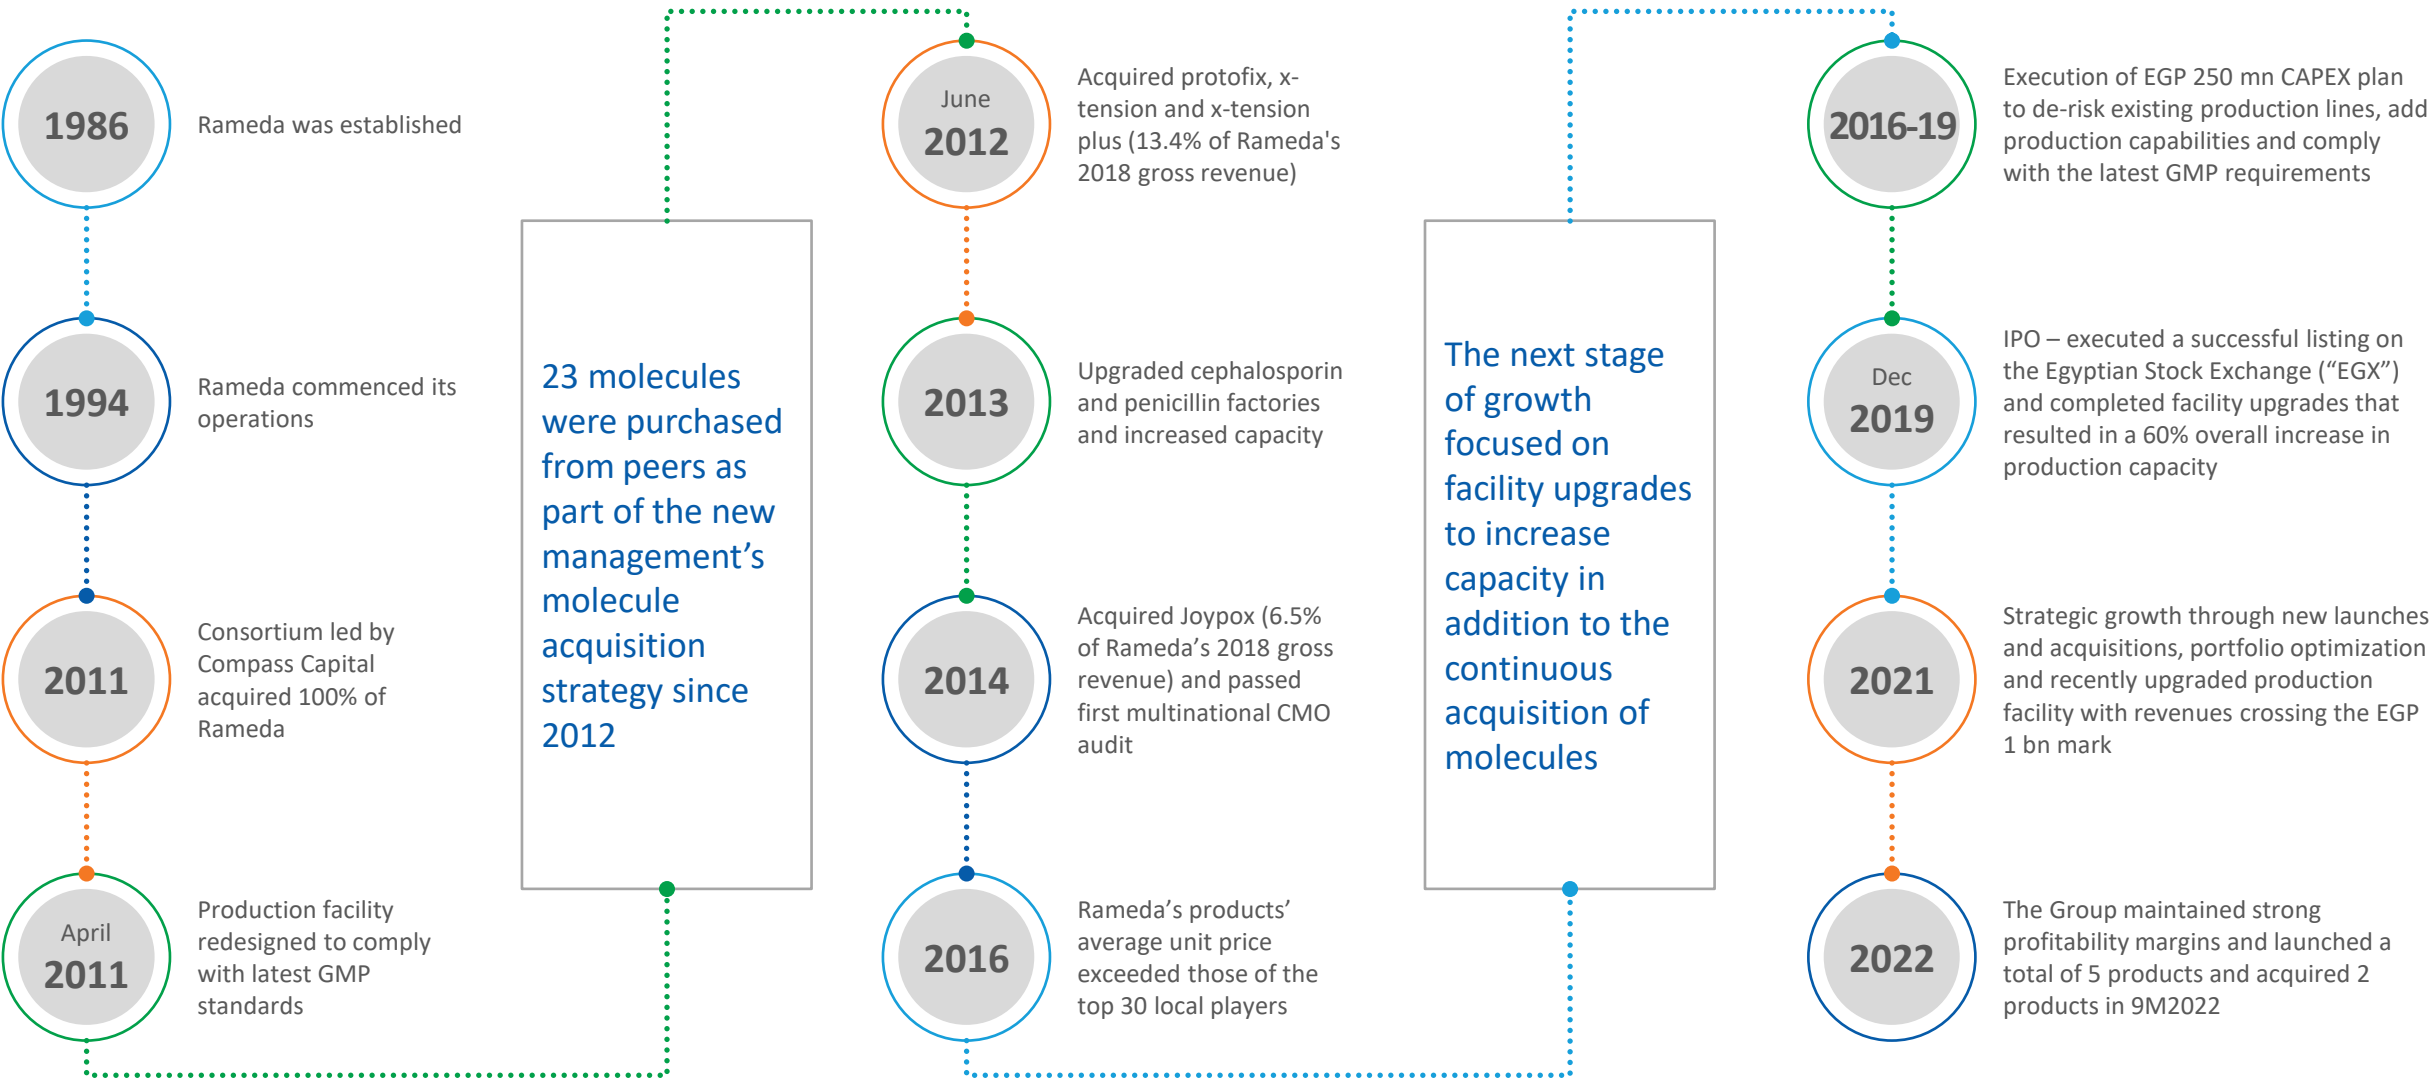 1986
Rameda was established
1994
Rameda commenced its
operations
2011
Consortium led by
Compass Capital
acquired 100% of
Rameda
April
2011
Production facility
redesigned to comply
with latest GMP
standards
23 molecules
were purchased
from peers as
part of the new
management’s
molecule
acquisition
strategy since
2012
June
2012
Acquired protofix, x-
tension and x-tension
plus (13.4% of Rameda's
2018 gross revenue)
2013
Upgraded cephalosporin
and penicillin factories
and increased capacity
2014
Acquired Joypox (6.5%
of Rameda’s 2018 gross
revenue) and passed
first multinational CMO
audit
2016
Rameda’s products’
average unit price
exceeded those of the
top 30 local players
The next stage
of growth
focused on
facility upgrades
to increase
capacity in
addition to the
continuous
acquisition of
molecules
2016-19
Execution of EGP 250 mn CAPEX plan
to de-risk existing production lines, add
production capabilities and comply
with the latest GMP requirements
Dec
2019
IPO – executed a successful listing on
the Egyptian Stock Exchange (“EGX”)
and completed facility upgrades that
resulted in a 60% overall increase in
production capacity
2021
Strategic growth through new launches
and acquisitions, portfolio optimization
and recently upgraded production
facility with revenues crossing the EGP
1 bn mark
2022
The Group maintained strong
profitability margins and launched a
total of 5 products and acquired 2
products in 9M2022